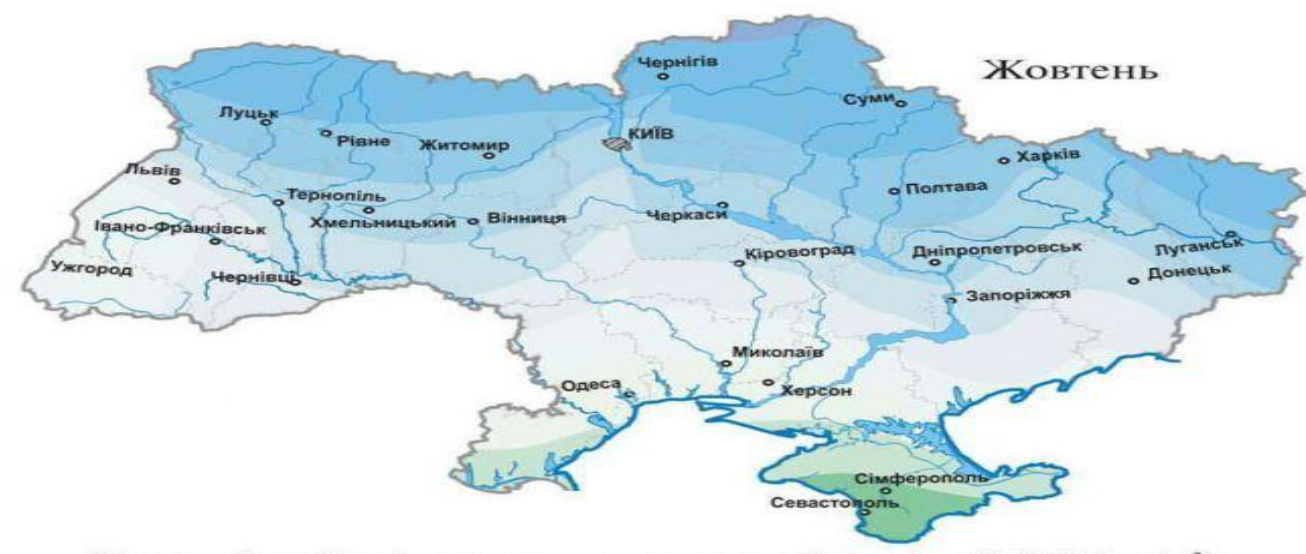 Жовтень
Чернігів
Суми
Луцьк
Рівне
Житомир
КИЇВ
Харків
Львів
Полтава
Тернопіль
Хмельницький
Вінниця
Черкаси
Івано-Франківськ
Кіровоград
Дніпропетровськ
Луганськ
Ужгород
Чернівці
Донецьк
Запоріжжя
Миколаїв
Одеса
Херсон
Сімферополь
Севастополь